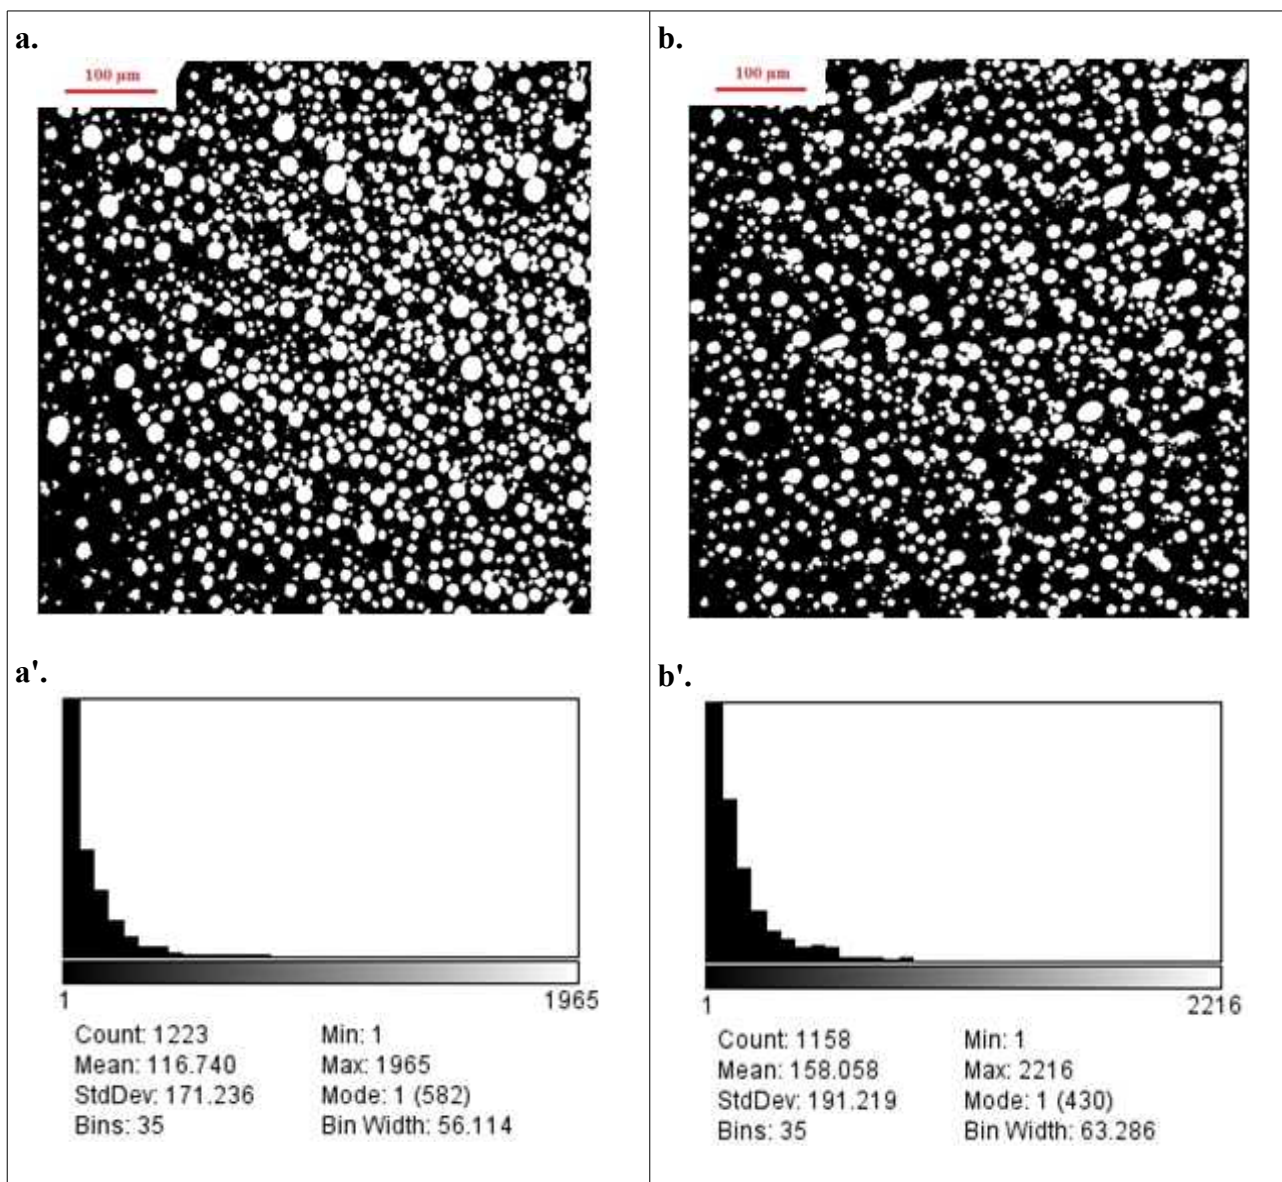 a.
100 µm
b.
100 µm
a'.
1
1965
Count: 1223
Min: 1
Mean: 116.740
Max: 1965
StdDev: 171.236
Mode: 1 (582)
Bins: 35
Bin Width: 56.114
b'.
1
2216
Count: 1158
Min: 1
Mean: 158.058
Max: 2216
StdDev: 191.219
Mode: 1 (430)
Bins: 35
Bin Width: 63.286